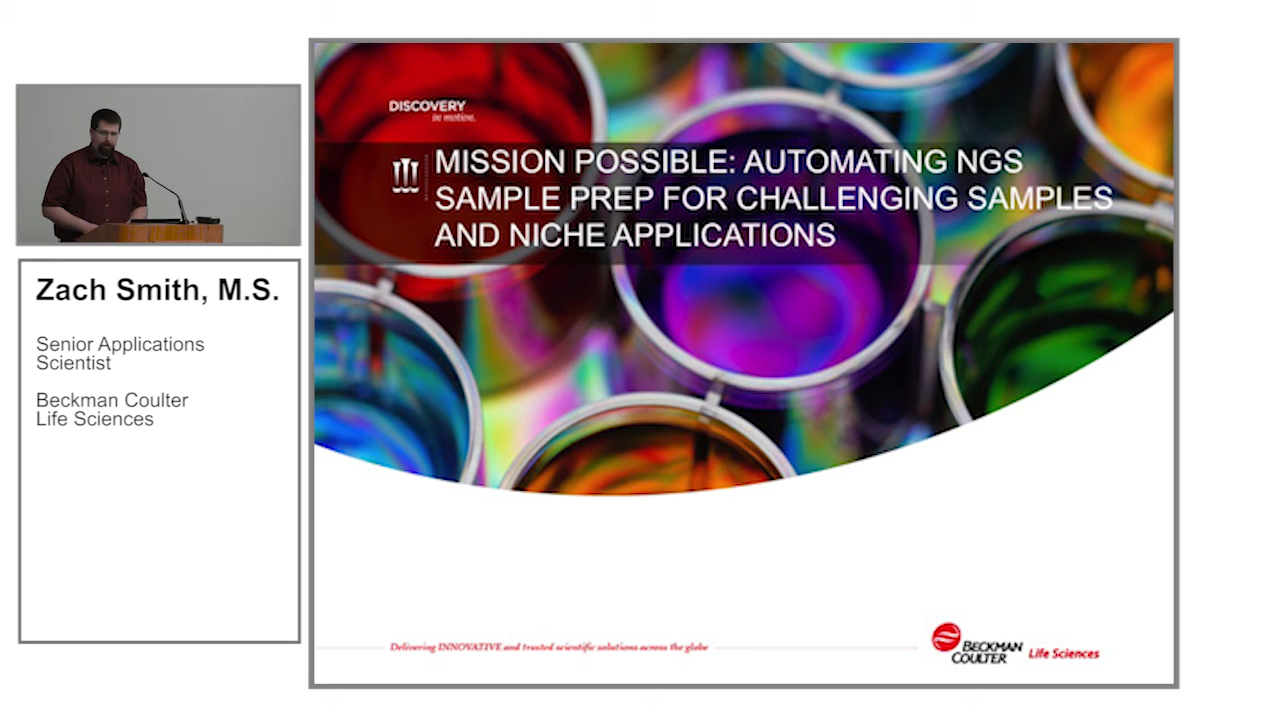 Zach Smith, M.S.
Senior Applications
Scientist
Beckman Coulter
Life Sciences
DISCOVERY
in motion.
MISSION POSSIBLE: AUTOMATING NGS
SAMPLE PREP FOR CHALLENGING SAMPLES
AND NICHE APPLICATIONS
Delivering INNOVATIVE and trusted scientific solutions across the globe
BECKMAN
COULTER
Life Sciences